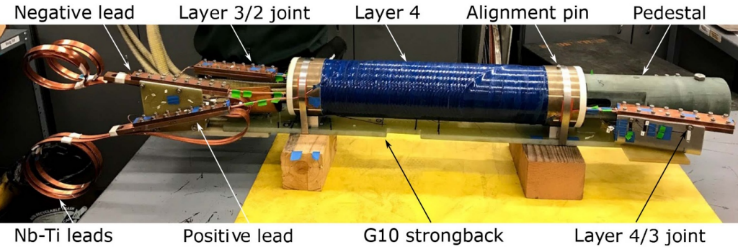 Negative lead
Layer 3/2 joint
Layer 4
Alignment pin
Pedestal
Nb-Ti leads
Positive lead
G10 strongback
Layer 4/3 joint